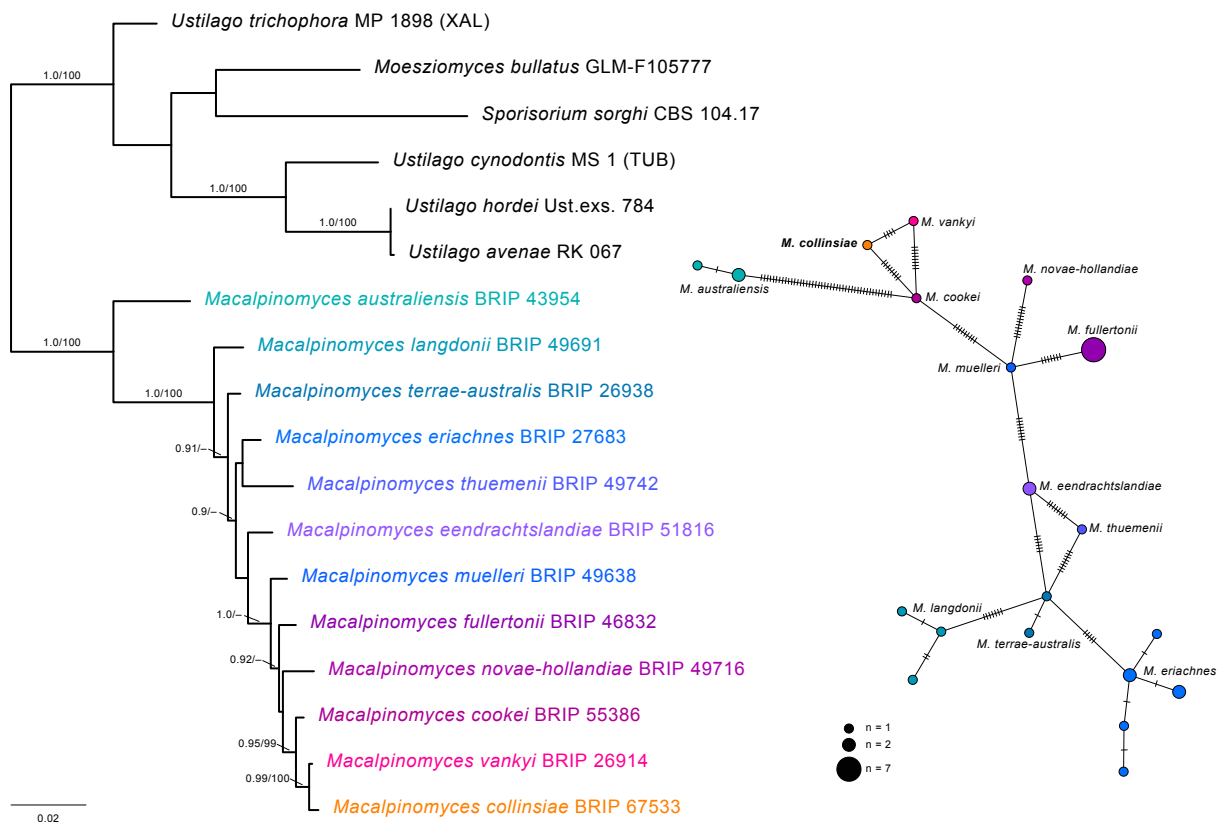 Ustilago trichophora MP 1898 (XAL)
1.0/100
Moesziomyces bullatus GLM-F105777
Sporisorium sorghi CBS 104.17
Ustilago cynodontis MS 1 (TUB)
1.0/100
Ustilago hordei Ust.exs. 784
1.0/100
Ustilago avenae RK 067
Macalpinomyces australiensis BRIP 43954
1.0/100
Macalpinomyces langdonii BRIP 49691
1.0/100
Macalpinomyces terrae-australis BRIP 26938
0.91/–
Macalpinomyces eriachnes BRIP 27683
Macalpinomyces thuemenii BRIP 49742
0.9/–
Macalpinomyces eendrachtslandiae BRIP 51816
Macalpinomyces muelleri BRIP 49638
1.0/–
Macalpinomyces fullertonii BRIP 46832
0.92/–
Macalpinomyces novae-hollandiae BRIP 49716
Macalpinomyces cookei BRIP 55386
0.95/99
Macalpinomyces vankyi BRIP 26914
0.99/100
Macalpinomyces collinsiae BRIP 67533
0.02
M. vankyi
M. collinsiae
M. australiensis
M. cookei
M. novae-hollandiae
M. fullertonii
M. muelleri
M. eendrachtslandiae
M. thuemenii
M. langdonii
M. terrae-australis
M. eriachnes
n = 1
n = 2
n = 7